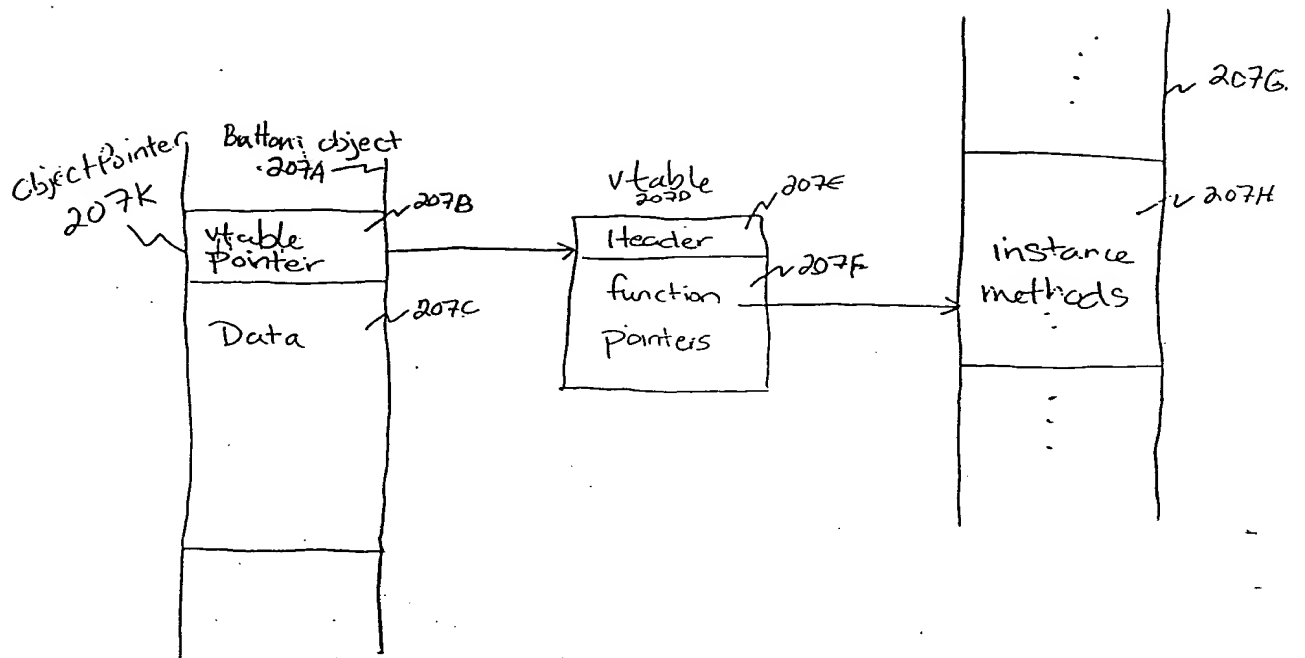 ObjectPointer
207K
Button1 object
207A
207B
vtable
Pointer
207C
Data
vtable
207D
207E
Header
207F
function
pointers
207G
207H
instance
methods